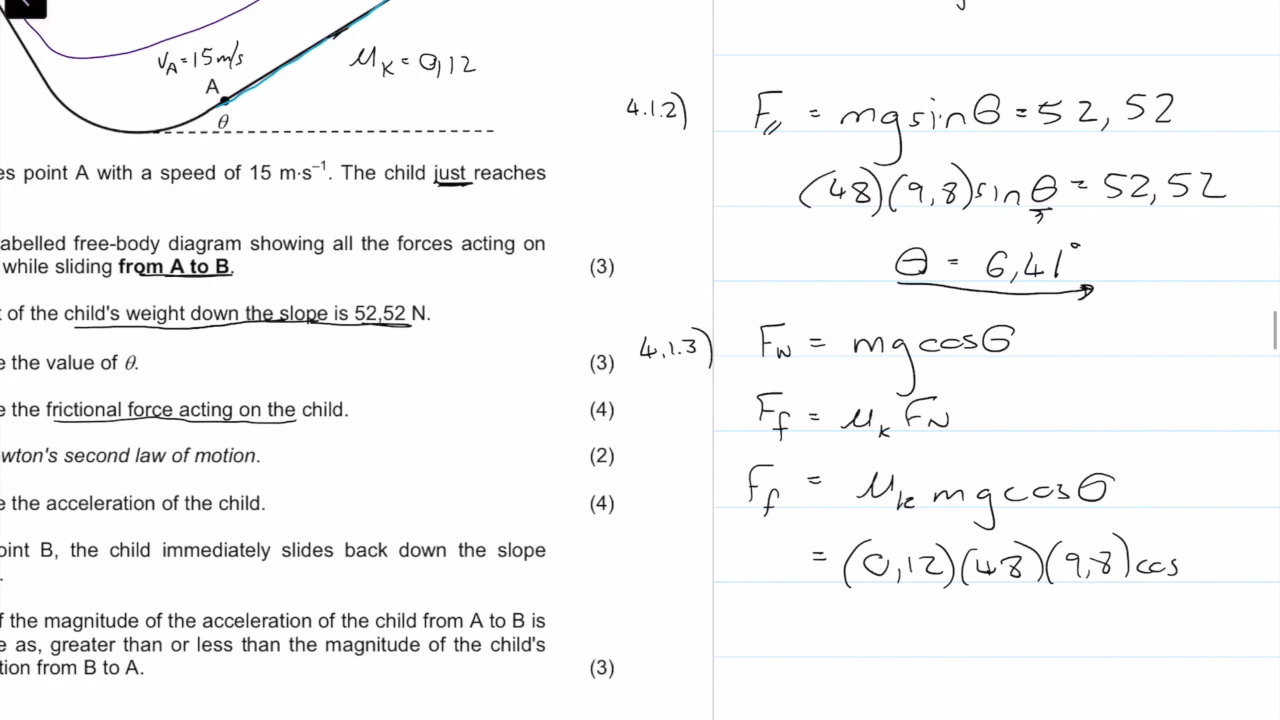 v_A = 15 m/s
μ_K = 0,12
A
θ
es point A with a speed of 15 m·s⁻¹. The child just reaches
abelled free-body diagram showing all the forces acting on
while sliding from A to B. (3)
of the child's weight down the slope is 52,52 N.
e the value of θ. (3)
e the frictional force acting on the child. (4)
wton's second law of motion. (2)
e the acceleration of the child. (4)
oint B, the child immediately slides back down the slope
f the magnitude of the acceleration of the child from A to B is
e as, greater than or less than the magnitude of the child's
tion from B to A. (3)
4.1.2) F// = mg sinθ = 52,52
(48)(9,8) sinθ = 52,52
θ = 6,41°
4.1.3) F_N = mg cosθ
F_f = μ_k F_N
F_f = μ_k mg cosθ
= (0,12)(48)(9,8) cos